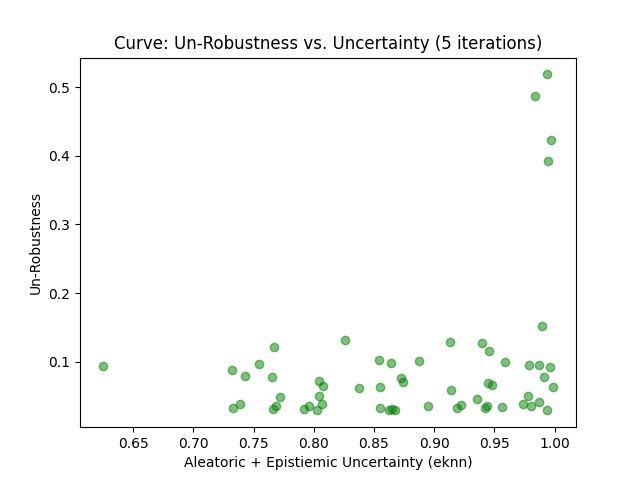 Curve: Un-Robustness vs. Uncertainty (5 iterations)
0.5
0.4
0.3
0.2
0.1
Un-Robustness
0.65 0.70 0.75 0.80 0.85 0.90 0.95 1.00
Aleatoric + Epistiemic Uncertainty (eknn)